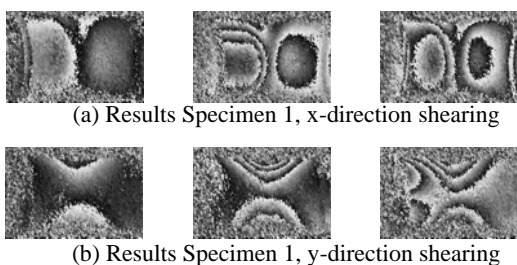 (a) Results Specimen 1, x-direction shearing
(b) Results Specimen 1, y-direction shearing